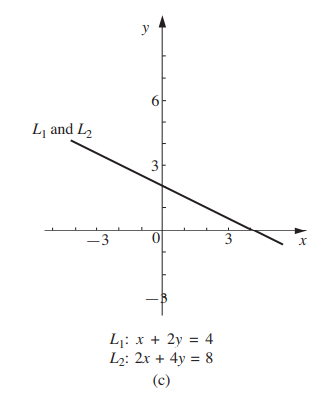 y
6
L₁ and L₂
3
−3 0 3 x
−3
L₁: x + 2y = 4
L₂: 2x + 4y = 8
(c)